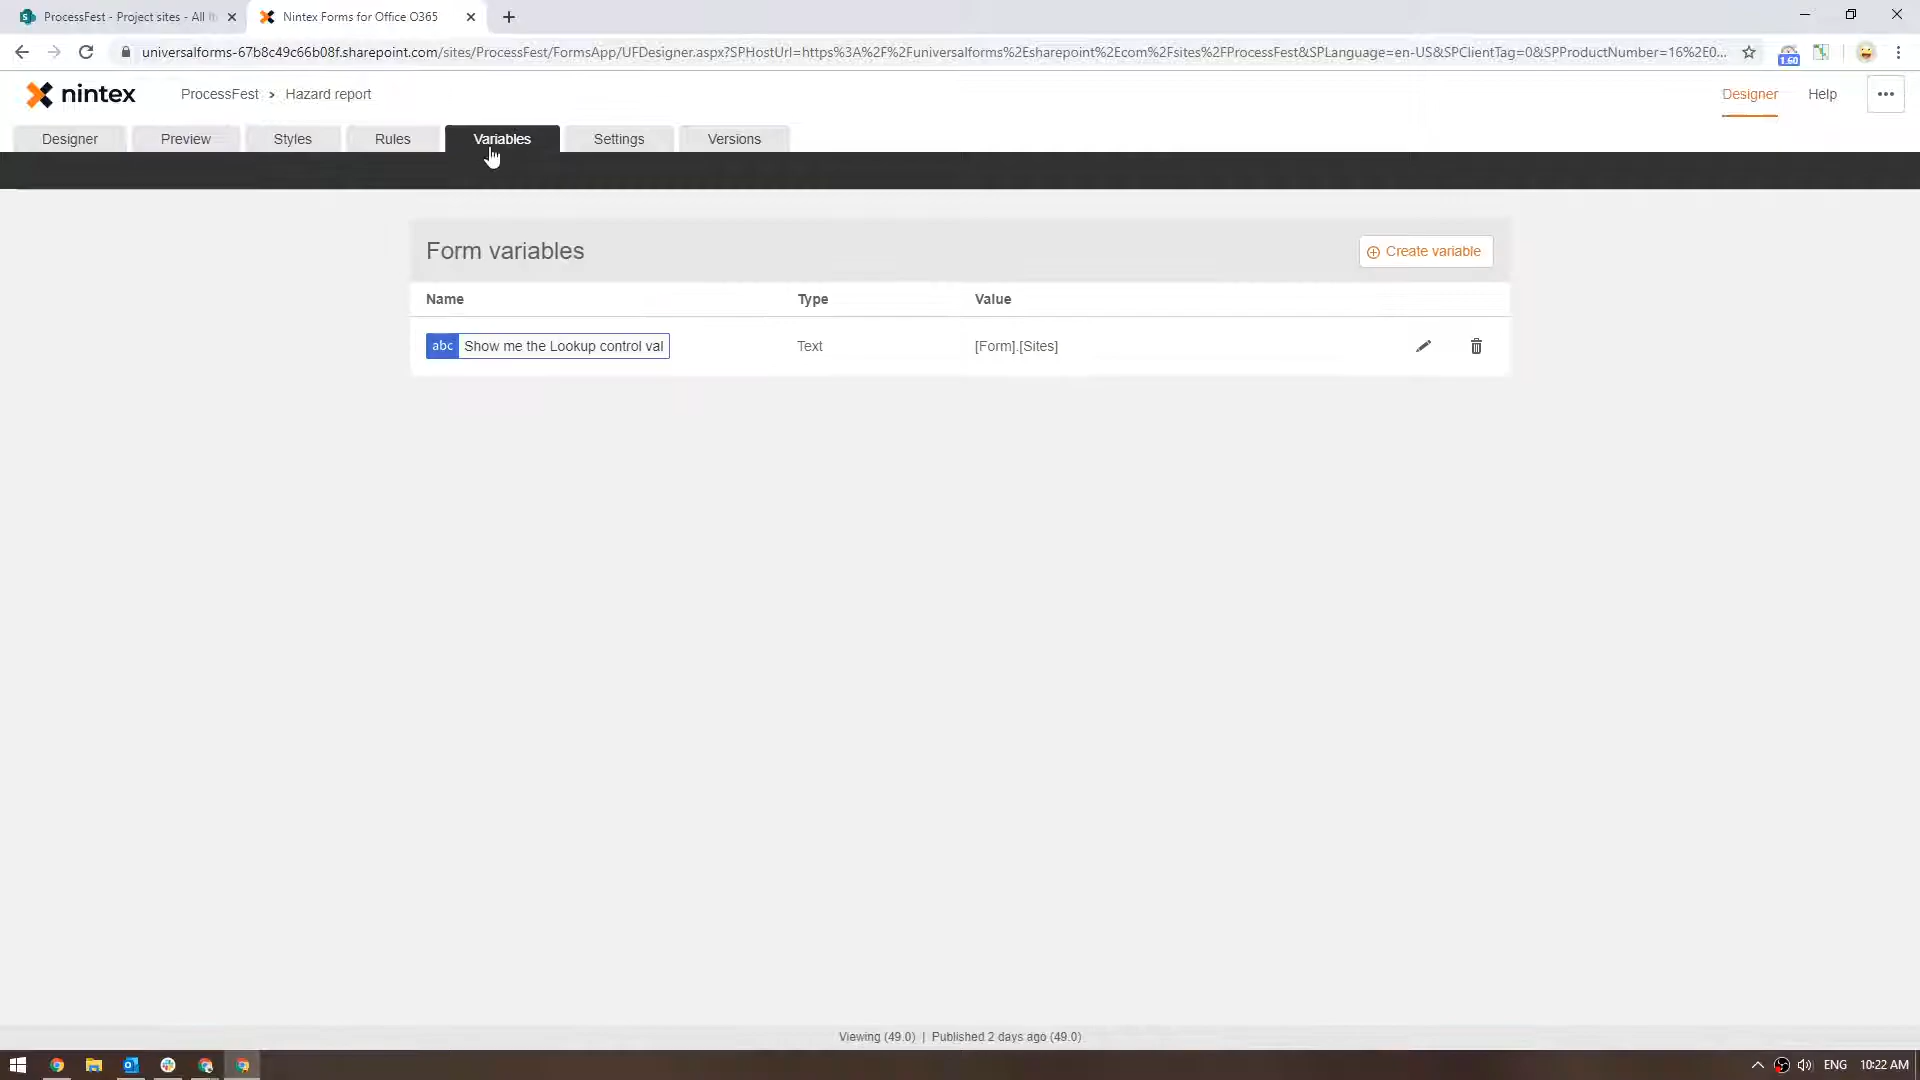 ProcessFest - Project sites - All
Nintex Forms for Office O365
universalforms-67b8c49c66b08f.sharepoint.com/sites/ProcessFest/FormsApp/UFDesigner.aspx?SPHostUrl=https%3A%2F%2Funiversalforms%2Esharepoint%2Ecom%2Fsites%2FProcessFest&SPLanguage=en-US&SPClientTag=0&SPProductNumber=16%2E0...
1.60
nintex
ProcessFest > Hazard report
Designer Help
Designer Preview Styles Rules Variables Settings Versions
Form variables
Create variable
Name Type Value
abc Show me the Lookup control val Text [Form].[Sites]
Viewing (49.0) | Published 2 days ago (49.0)
ENG 10:22 AM